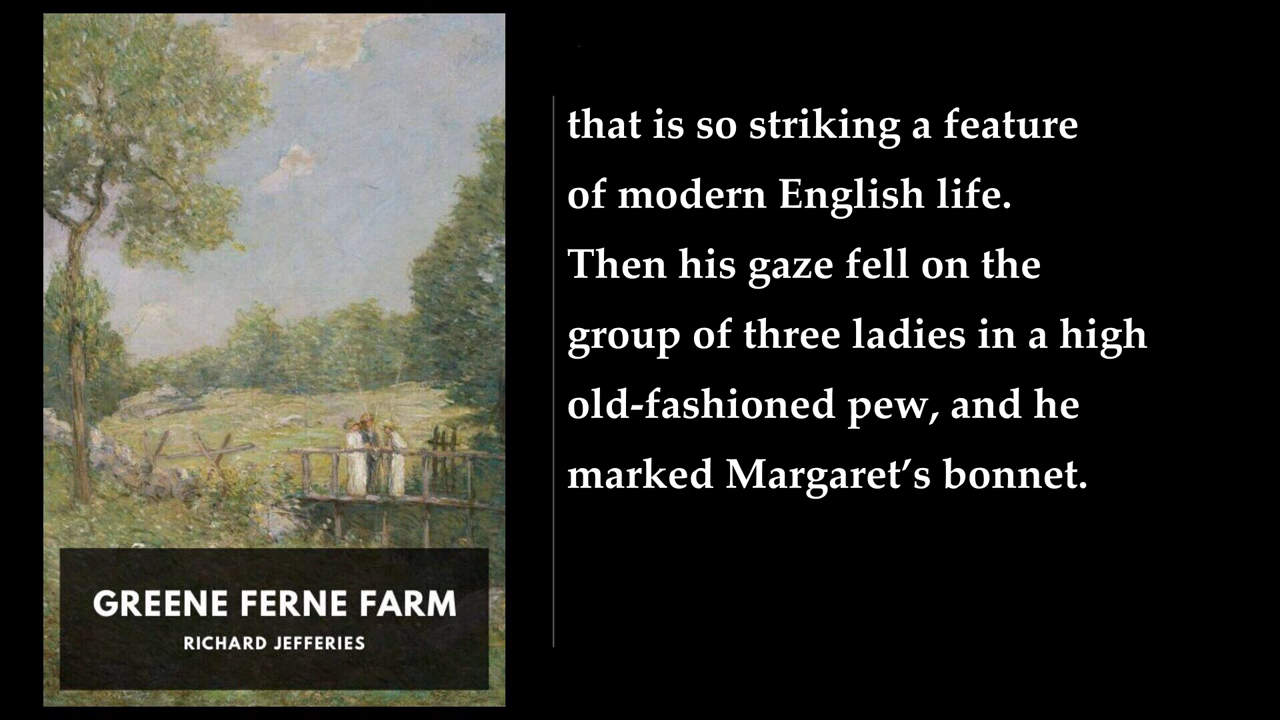 GREENE FERNE FARM
RICHARD JEFFERIES
that is so striking a feature
of modern English life.
Then his gaze fell on the
group of three ladies in a high
old-fashioned pew, and he
marked Margaret’s bonnet.